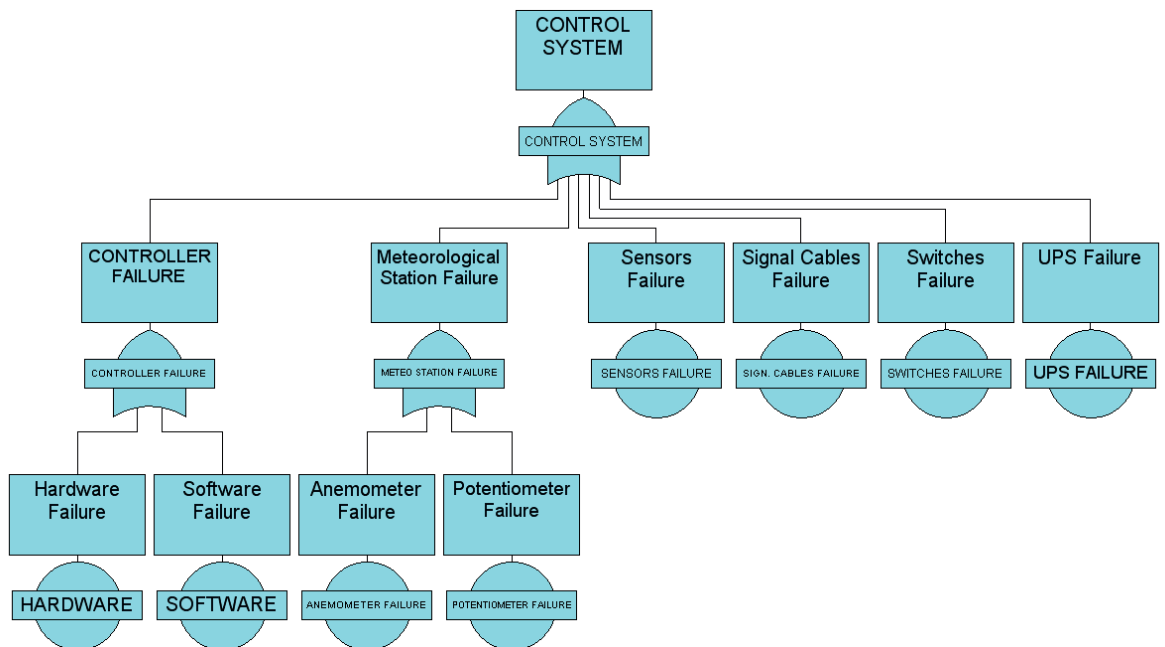 CONTROL
SYSTEM
CONTROL SYSTEM
CONTROLLER
FAILURE
Meteorological
Station Failure
Sensors
Failure
Signal Cables
Failure
Switches
Failure
UPS Failure
CONTROLLER FAILURE
METEO STATION FAILURE
SENSORS FAILURE
SIGN. CABLES FAILURE
SWITCHES FAILURE
UPS FAILURE
Hardware
Failure
Software
Failure
Anemometer
Failure
Potentiometer
Failure
HARDWARE
SOFTWARE
ANEMOMETER FAILURE
POTENTIOMETER FAILURE